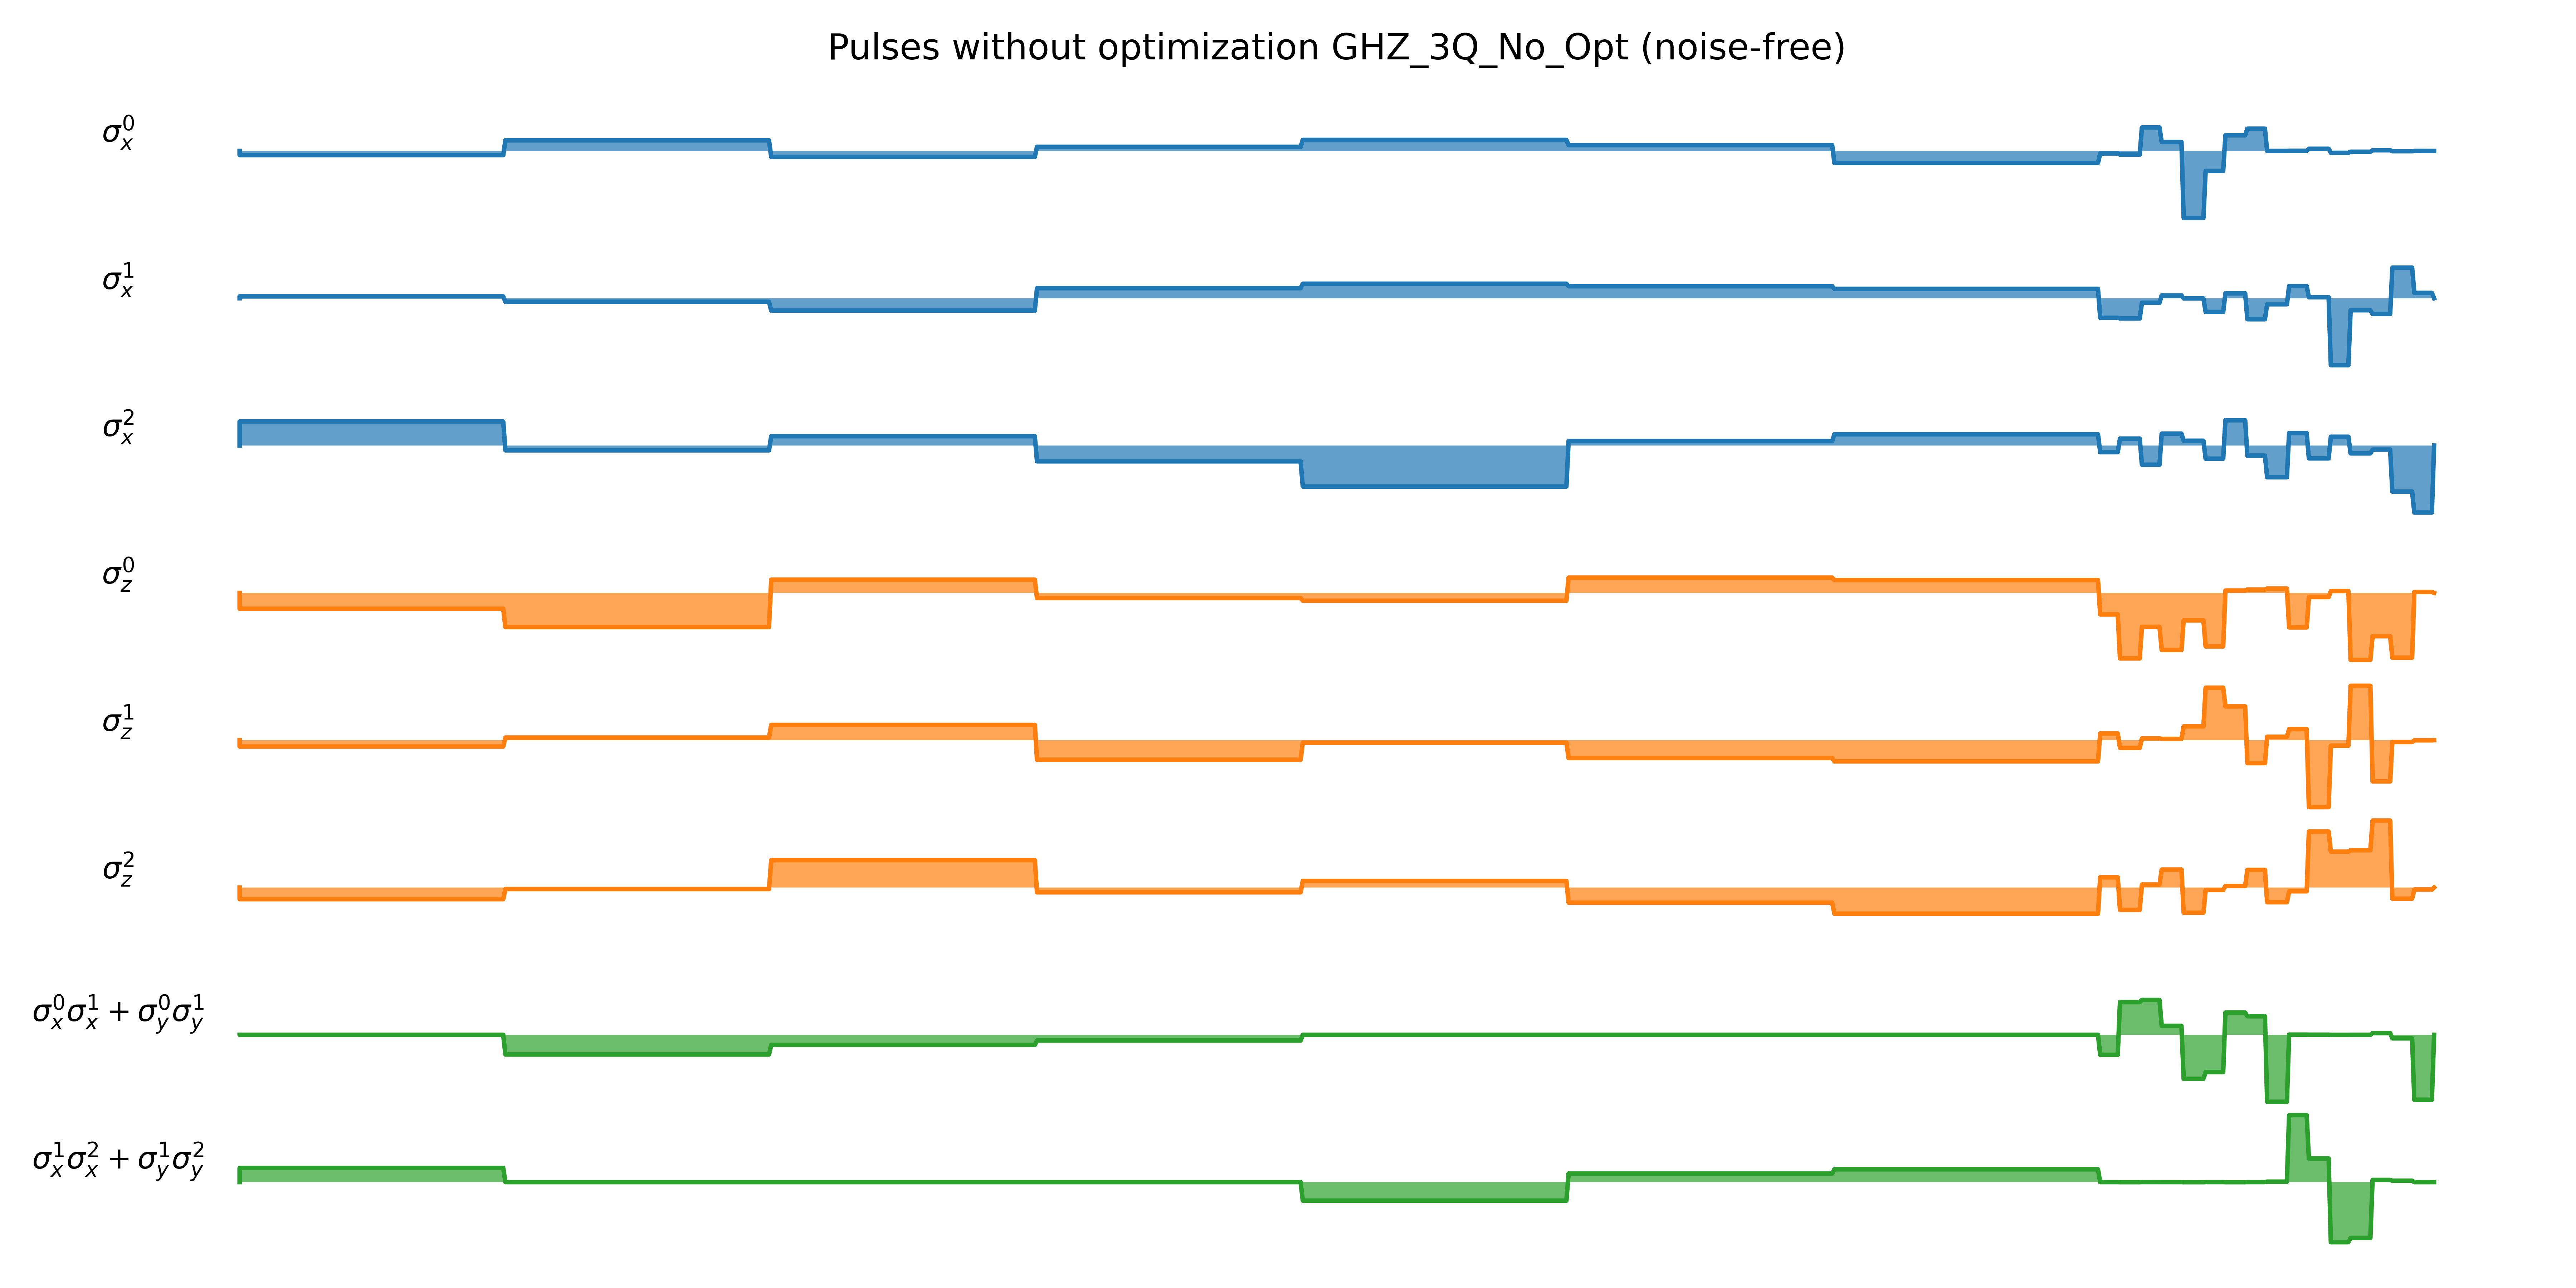 Pulses without optimization GHZ_3Q_No_Opt (noise-free)
σ_x^0
σ_x^1
σ_x^2
σ_z^0
σ_z^1
σ_z^2
σ_x^0σ_x^1 + σ_y^0σ_y^1
σ_x^1σ_x^2 + σ_y^1σ_y^2